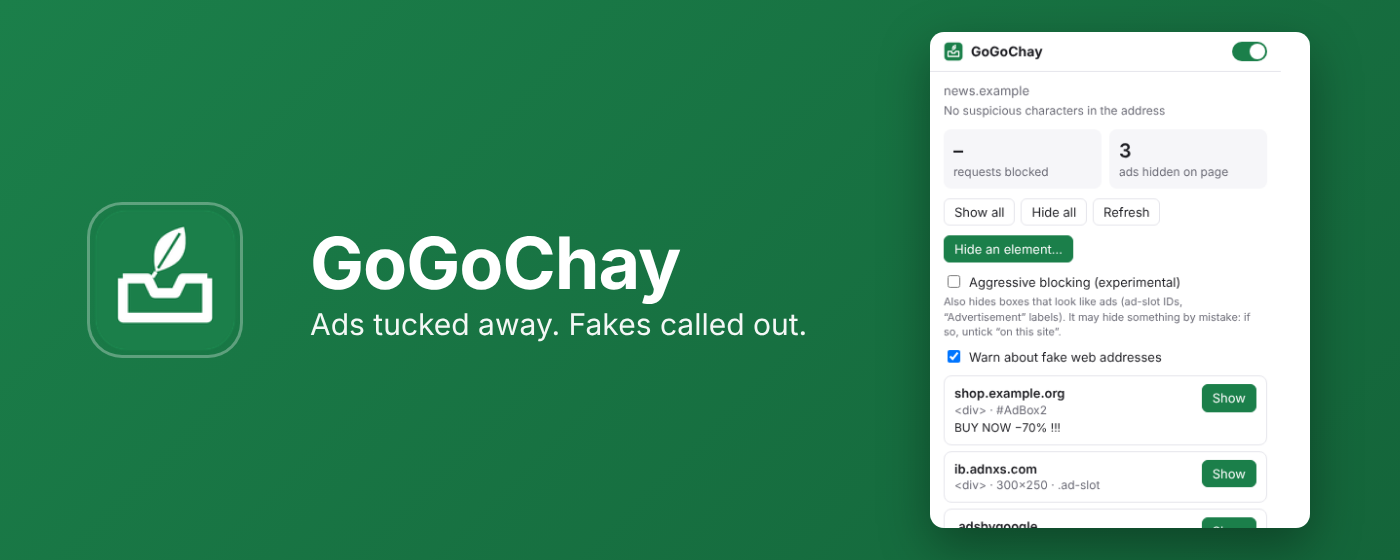 GoGoChay
Ads tucked away. Fakes called out.
GoGoChay
news.example
No suspicious characters in the address
–
requests blocked
3
ads hidden on page
Show all
Hide all
Refresh
Hide an element...
Aggressive blocking (experimental)
Also hides boxes that look like ads (ad-slot IDs,
“Advertisement” labels). It may hide something by mistake: if
so, untick “on this site”.
Warn about fake web addresses
shop.example.org
<div> · #AdBox2
BUY NOW −70% !!!
Show
ib.adnxs.com
<div> · 300×250 · .ad-slot
Show